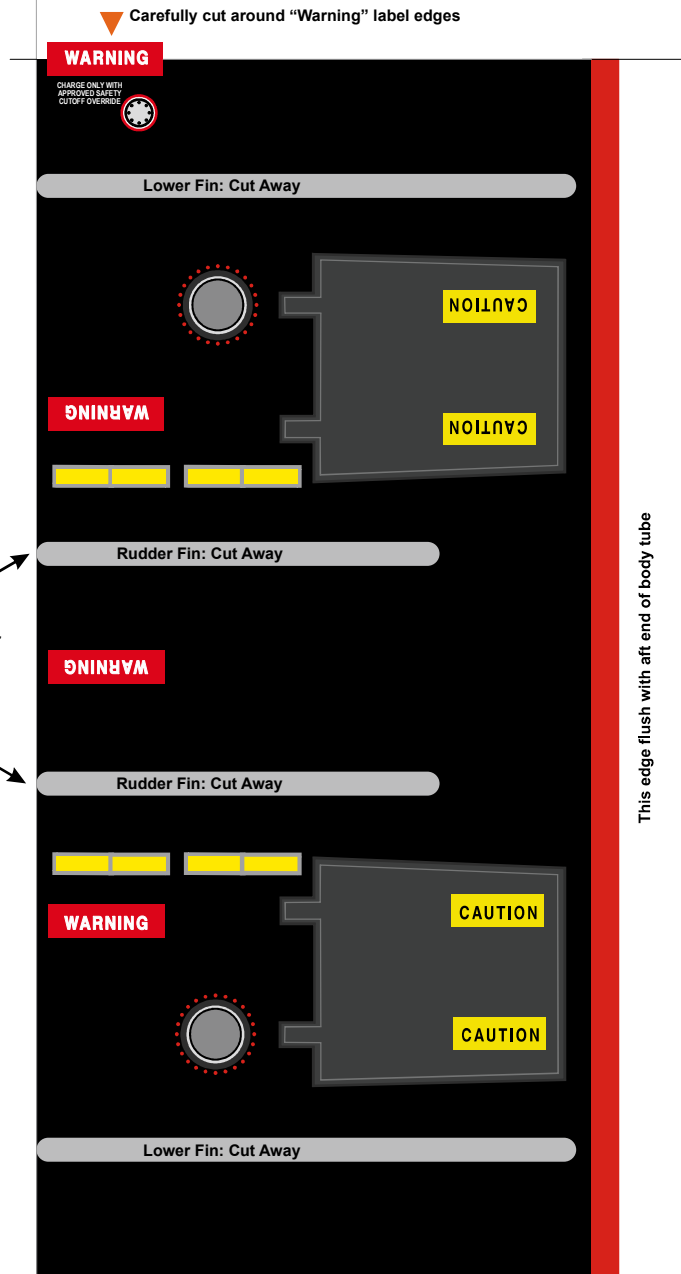 Carefully cut around “Warning” label edges
WARNING
CHARGE ONLY WITH
APPROVED SAFETY
CUTOFF OVERRIDE
Lower Fin: Cut Away
CAUTION
WARNING
CAUTION
Rudder Fin: Cut Away
This edge flush with aft end of body tube
WARNING
Rudder Fin: Cut Away
CAUTION
WARNING
CAUTION
Lower Fin: Cut Away